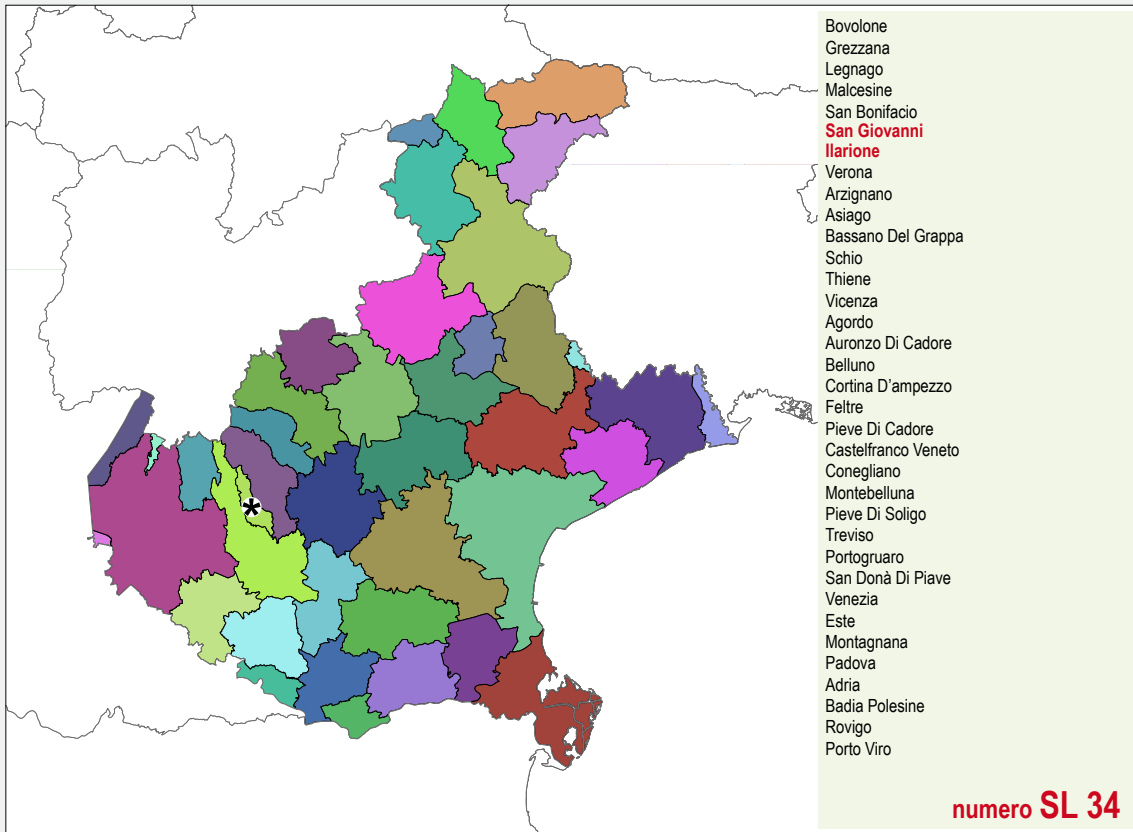 Bovolone
Grezzana
Legnago
Malcesine
San Bonifacio
San Giovanni
Ilarione
Verona
Arzignano
Asiago
Bassano Del Grappa
Schio
Thiene
Vicenza
Agordo
Auronzo Di Cadore
Belluno
Cortina D'ampezzo
Feltre
Pieve Di Cadore
Castelfranco Veneto
Conegliano
Montebelluna
Pieve Di Soligo
Treviso
Portogruaro
San Donà Di Piave
Venezia
Este
Montagnana
Padova
Adria
Badia Polesine
Rovigo
Porto Viro
numero SL 34